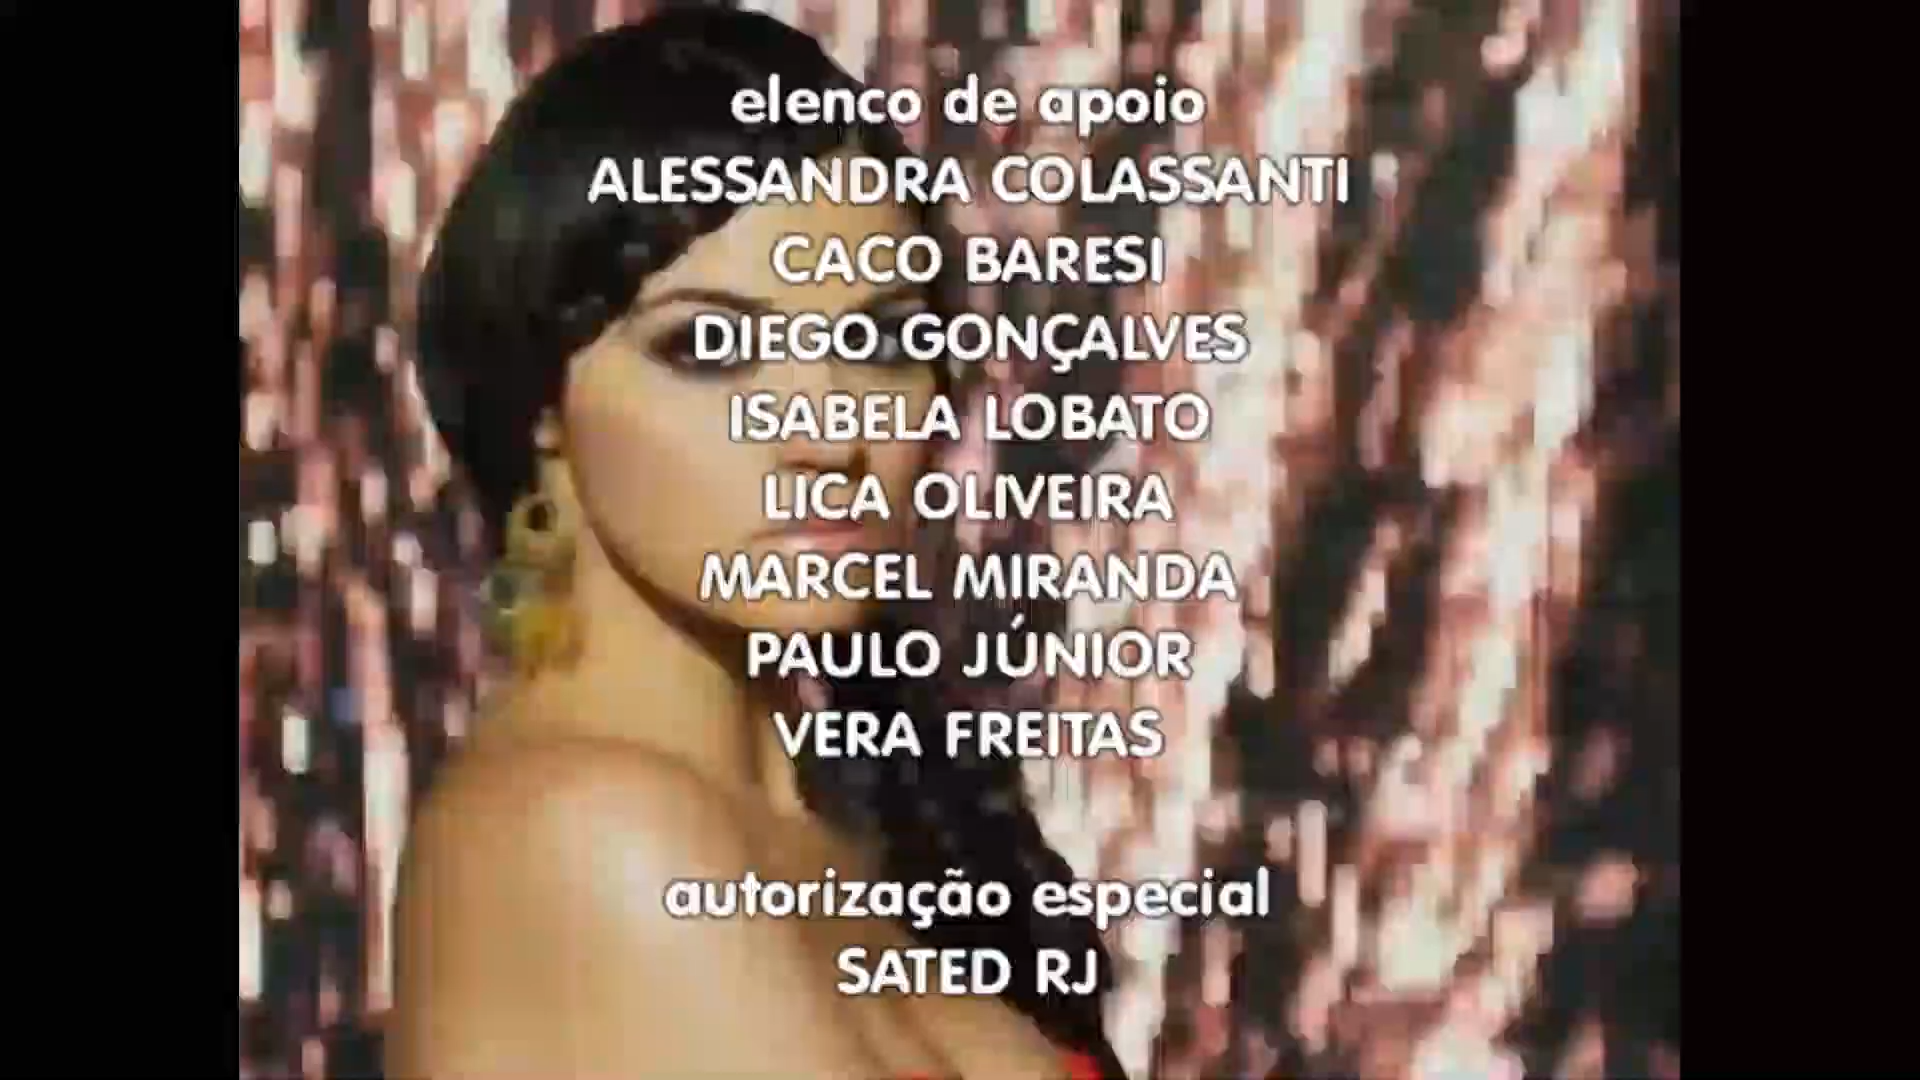 elenco de apoio
ALESSANDRA COLASSANTI
CACO BARESI
DIEGO GONÇALVES
ISABELA LOBATO
LICA OLIVEIRA
MARCEL MIRANDA
PAULO JÚNIOR
VERA FREITAS
autorização especial
SATED RJ